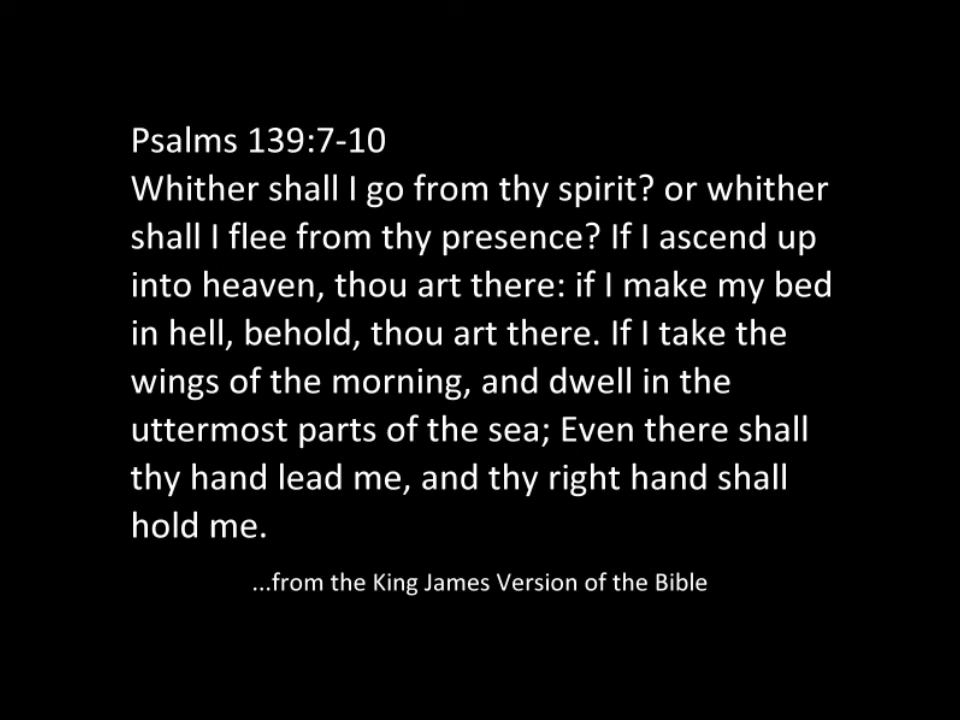 Psalms 139:7-10
Whither shall I go from thy spirit? or whither
shall I flee from thy presence? If I ascend up
into heaven, thou art there: if I make my bed
in hell, behold, thou art there. If I take the
wings of the morning, and dwell in the
uttermost parts of the sea; Even there shall
thy hand lead me, and thy right hand shall
hold me.
...from the King James Version of the Bible